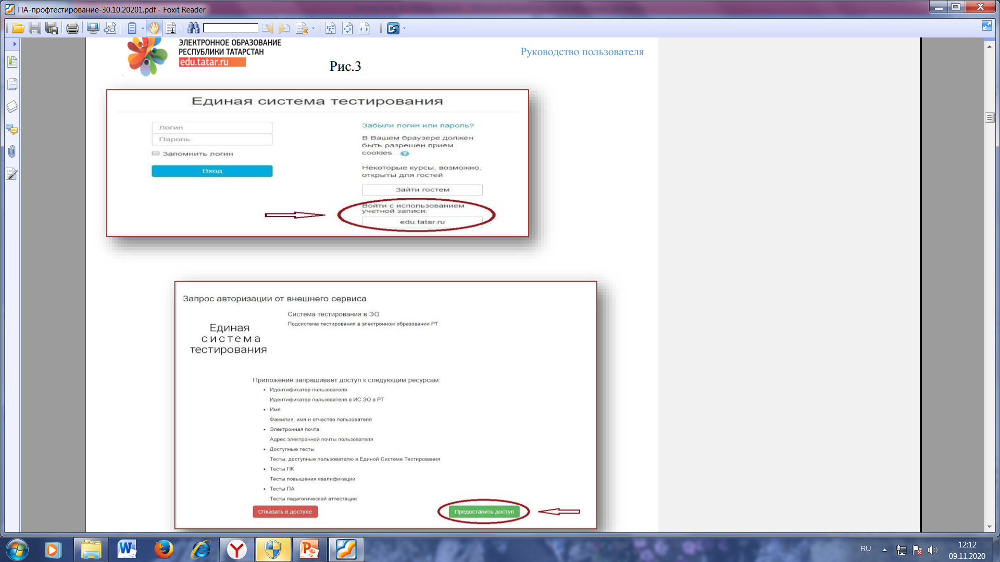 ПА-профтестирование-30.10.20201.pdf - Foxit Reader
ЭЛЕКТРОННОЕ ОБРАЗОВАНИЕ
РЕСПУБЛИКИ ТАТАРСТАН
edu.tatar.ru
Руководство пользователя
Рис.3
Единая система тестирования
Логин
Пароль
Запомнить логин
Вход
Забыли логин или пароль?
В Вашем браузере должен
быть разрешен прием
cookies ?
Некоторые курсы, возможно,
открыты для гостей
Зайти гостем
Войти с использованием
учетной записи:
edu.tatar.ru
Запрос авторизации от внешнего сервиса
Единая
система
тестирования
Система тестирования в ЭО
Подсистема тестирования в электронном образовании РТ
Приложение запрашивает доступ к следующим ресурсам:
• Идентификатор пользователя
Идентификатор пользователя в ИС ЭО в РТ
• Имя
Фамилия, имя и отчество пользователя
• Электронная почта
Адрес электронной почты пользователя
• Доступные тесты
Тесты, доступные пользователю в Единой Системе Тестирования
• Тесты ПК
Тесты повышения квалификации
• Тесты ПА
Тесты педагогической аттестации
Отказать в доступе
Предоставить доступ
RU
12:12
09.11.2020